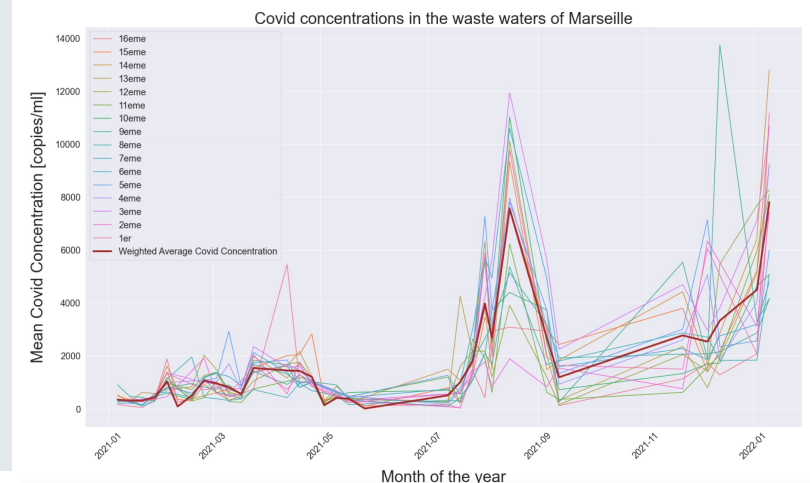 Covid concentrations in the waste waters of Marseille
Mean Covid Concentration [copies/ml]
14000
12000
10000
8000
6000
4000
2000
0
16eme
15eme
14eme
13eme
12eme
11eme
10eme
9eme
8eme
7eme
6eme
5eme
4eme
3eme
2eme
1er
Weighted Average Covid Concentration
2021-01
2021-03
2021-05
2021-07
2021-09
2021-11
2022-01
Month of the year